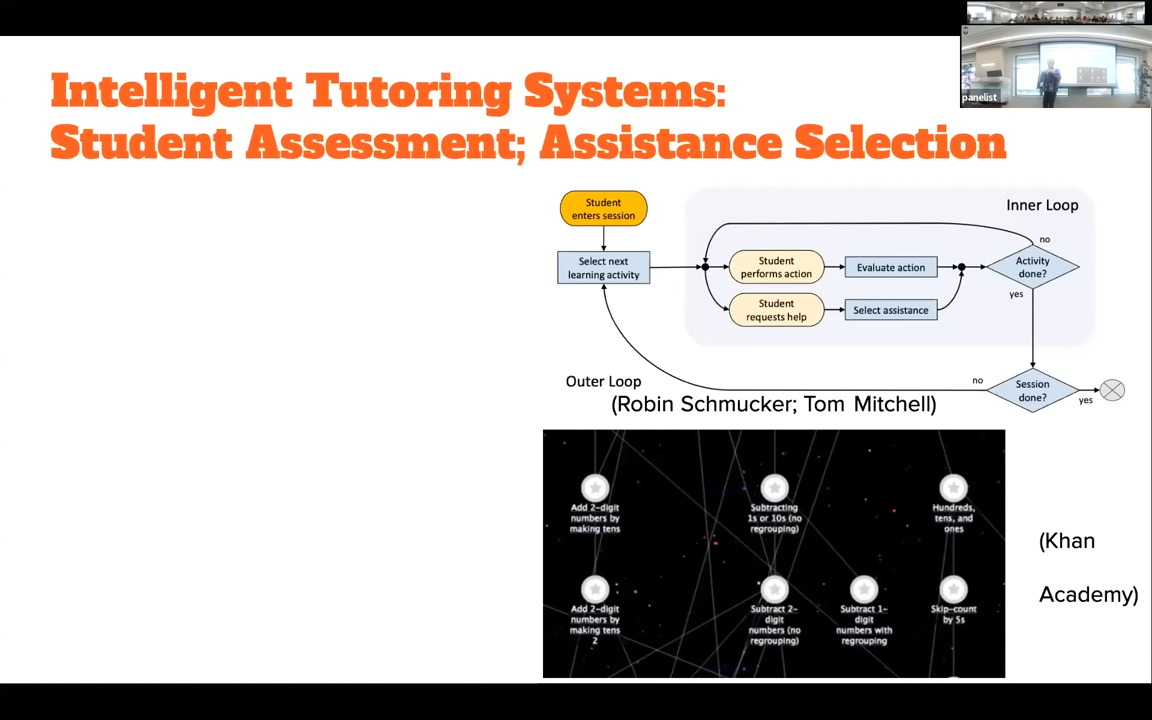 Intelligent Tutoring Systems:
Student Assessment; Assistance Selection
panelist
Student
enters session
Select next
learning activity
Inner Loop
Student
performs action
Evaluate action
Student
requests help
Select assistance
Activity
done?
no
yes
Outer Loop
no
Session
done?
yes
(Robin Schmucker; Tom Mitchell)
Add 2-digit
numbers by
making tens
Subtracting
1s or 10s (no
regrouping)
Hundreds,
tens, and
ones
Add 2-digit
numbers by
making tens
2
Subtract 2-
digit
numbers (no
regrouping)
Subtract 1-
digit
numbers with
regrouping
Skip-count
by 5s
(Khan
Academy)